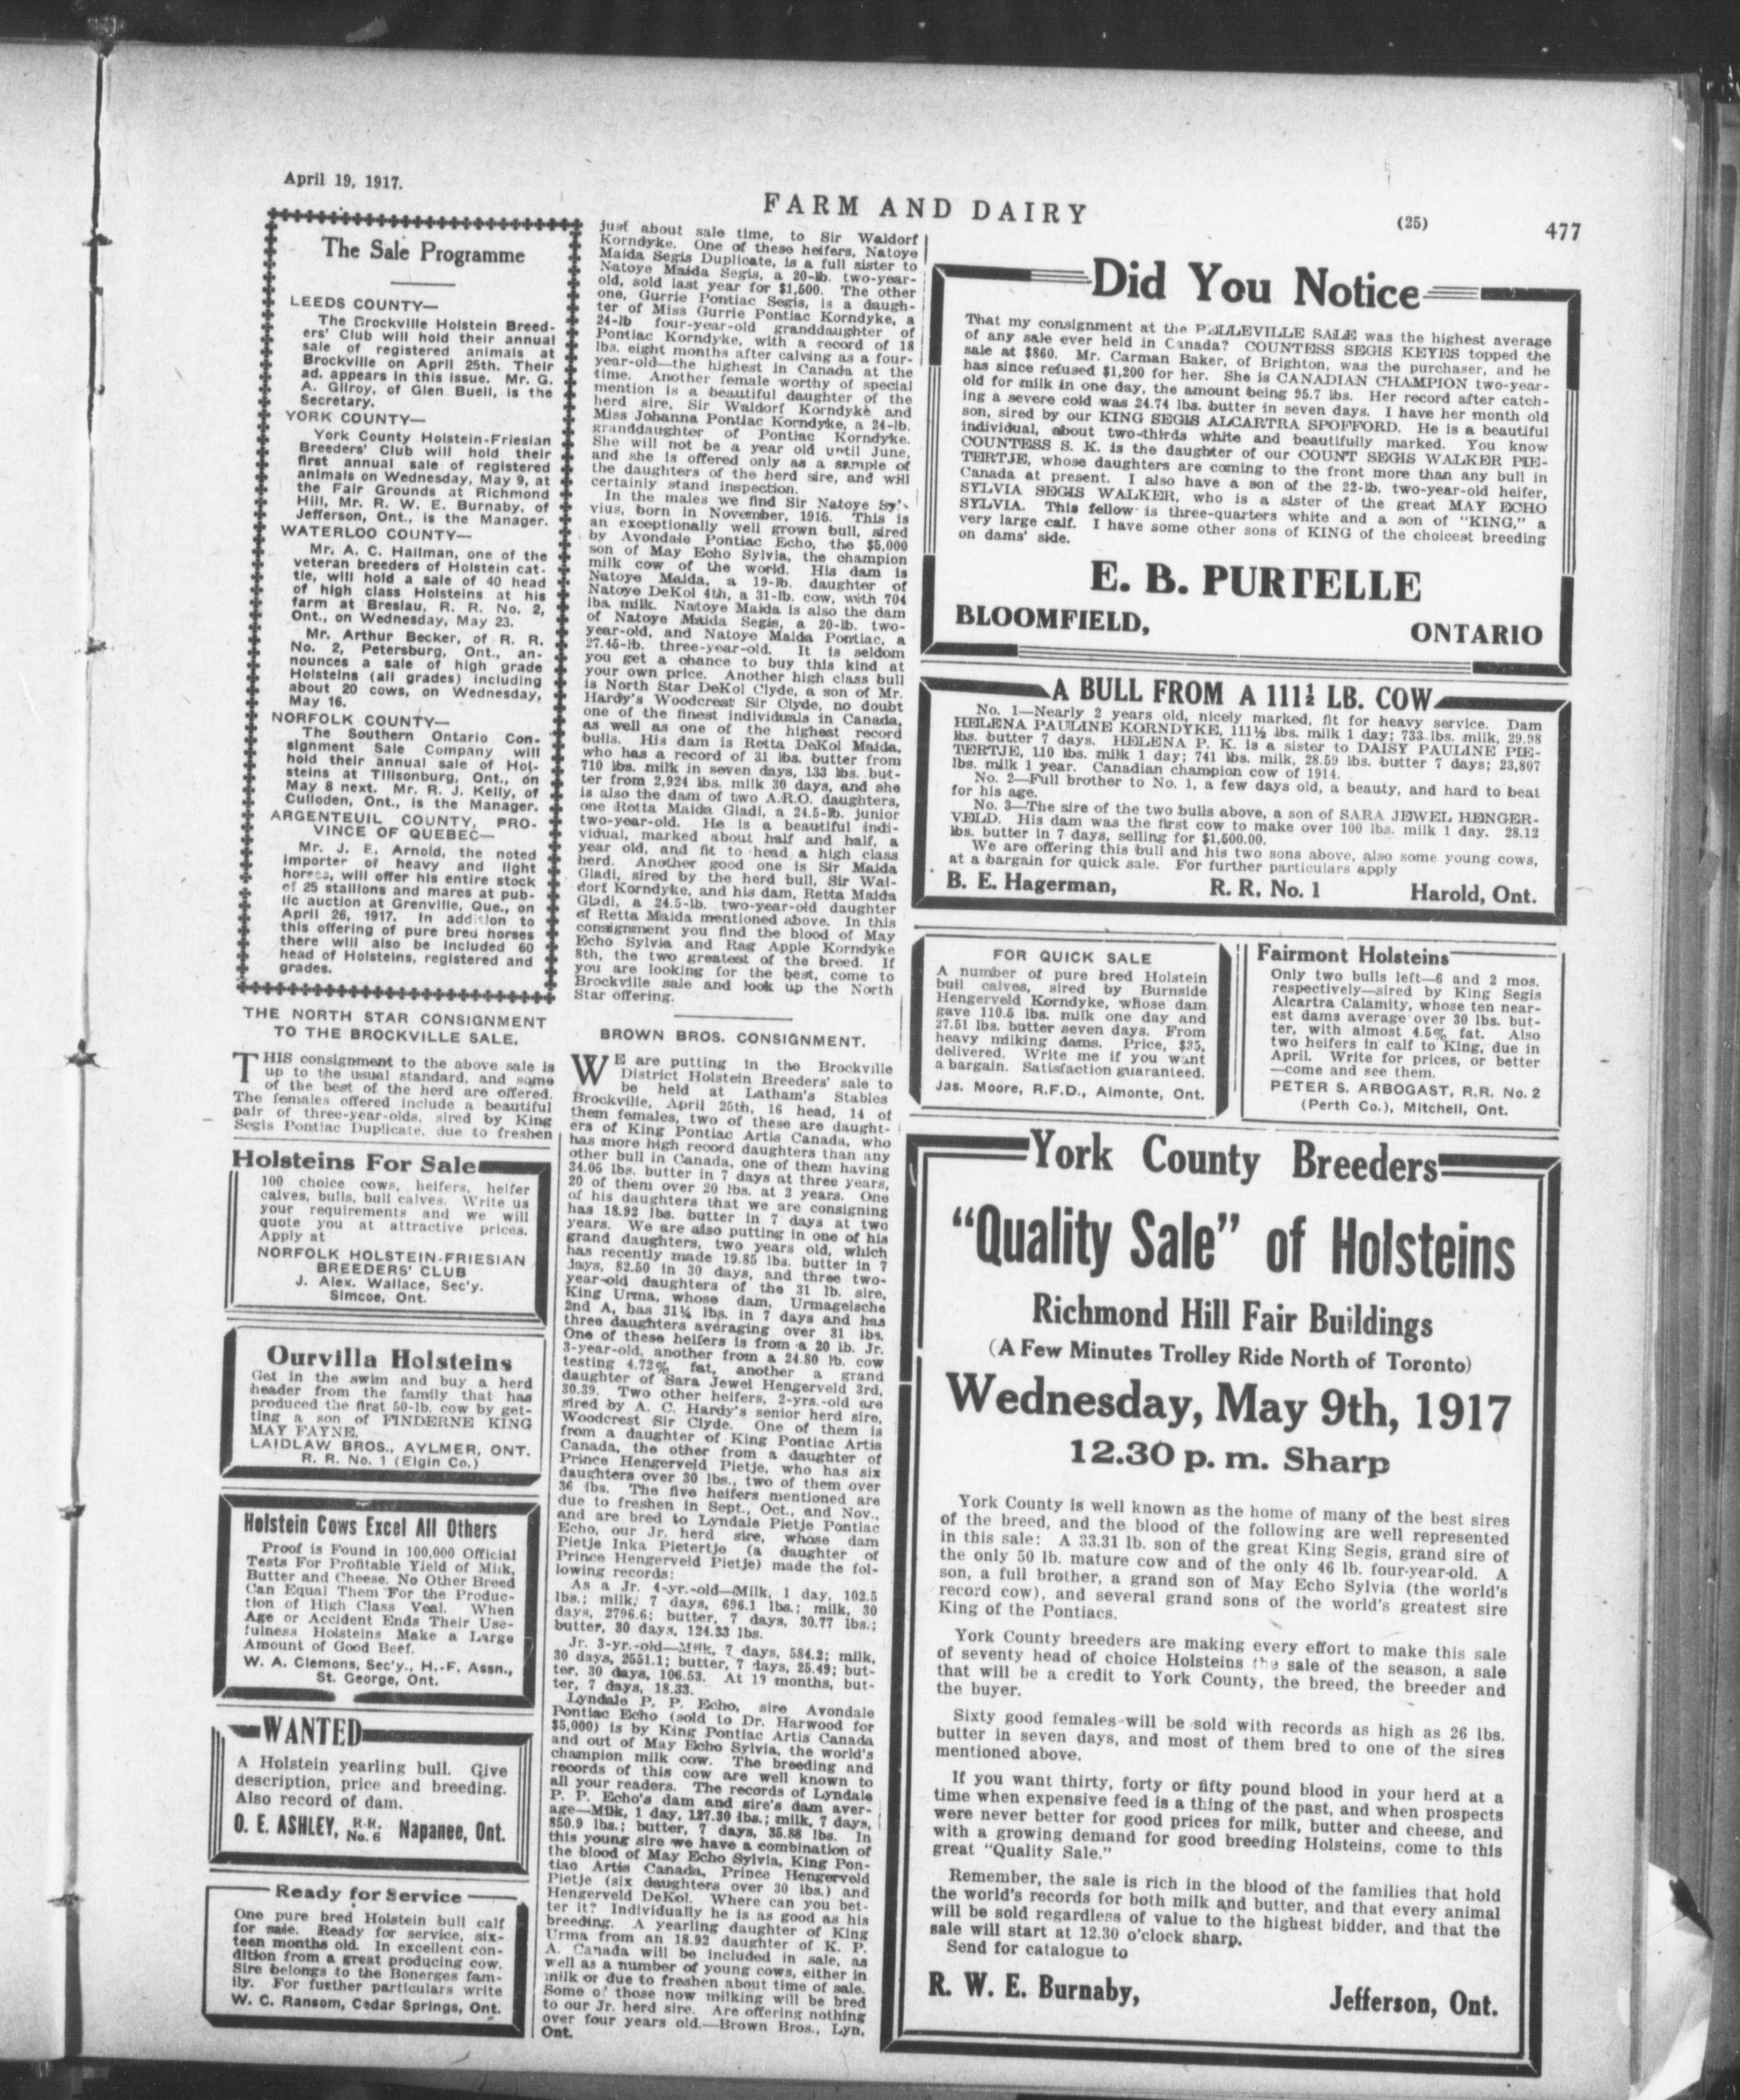 April 19, 1917.
FARM AND DAIRY
(25)
477
The Sale Programme
LEEDS COUNTY—
The Brockville Holstein Breed-
ers' Club will hold their annual
sale of registered animals at
Brockville on April 25th. Their
ad. appears in this issue. Mr. G.
A. Gilroy, of Glen Buell, is the
Secretary.
YORK COUNTY—
York County Holstein-Friesian
Breeders' Club will hold their
first annual sale of registered
animals on Wednesday, May 9, at
the Fair Grounds at Richmond
Hill, Mr. R. W. E. Burnaby, of
Jefferson, Ont., is the Manager.
WATERLOO COUNTY—
Mr. A. C. Hallman, one of the
veteran breeders of Holstein cat-
tle, will hold a sale of 40 head
of high class Holsteins at his
farm at Breslau, R. R. No. 2,
Ont., on Wednesday, May 23.
Mr. Arthur Becker, of R. R.
No. 2, Petersburg, Ont., an-
nounces a sale of high grade
Holsteins (all grades) including
about 20 cows, on Wednesday,
May 16.
NORFOLK COUNTY—
The Southern Ontario Con-
signment Sale Company will
hold their annual sale of Hol-
steins at Tillsonburg, Ont., on
May 8 next. Mr. R. J. Kelly, of
Culloden, Ont., is the Manager.
ARGENTEUIL COUNTY, PRO-
VINCE OF QUEBEC—
Mr. J. E. Arnold, the noted
importer of heavy and light
horses, will offer his entire stock
of 25 stallions and mares at pub-
lic auction at Grenville, Que., on
April 26, 1917. In addition to
this offering of pure bred horses
there will also be included 60
head of Holsteins, registered and
grades.
THE NORTH STAR CONSIGNMENT
TO THE BROCKVILLE SALE.
THIS consignment to the above sale is
up to the usual standard, and some
of the best of the herd are offered.
The females offered include a beautiful
pair of three-year-olds, sired by King
Segis Pontiac Duplicate, due to freshen
Holsteins For Sale
100 choice cows, heifers, heifer
calves, bulls, bull calves. Write us
your requirements and we will
quote you at attractive prices.
Apply at
NORFOLK HOLSTEIN-FRIESIAN
BREEDERS' CLUB
J. Alex. Wallace, Sec'y.
Simcoe, Ont.
Ourvilla Holsteins
Get in the swim and buy a herd
header from the family that has
produced the first 50-lb. cow by get-
ting a son of FINDERNE KING
MAY FAYNE.
LAIDLAW BROS., AYLMER, ONT.
R. R. No. 1 (Elgin Co.)
Holstein Cows Excel All Others
Proof is Found in 100,000 Official
Tests For Profitable Yield of Milk,
Butter and Cheese. No Other Breed
Can Equal Them For the Produc-
tion of High Class Veal. When
Age or Accident Ends Their Use-
fulness Holsteins Make a Large
Amount of Good Beef.
W. A. Clemons, Sec'y., H.-F. Assn.,
St. George, Ont.
WANTED
A Holstein yearling bull. Give
description, price and breeding.
Also record of dam.
O. E. ASHLEY, R.R. No. 6 Napanee, Ont.
Ready for Service
One pure bred Holstein bull calf
for sale. Ready for service, six-
teen months old. In excellent con-
dition from a great producing cow.
Sire belongs to the Bonerges fam-
ily. For further particulars write
W. C. Ransom, Cedar Springs, Ont.
just about sale time, to Sir Waldorf
Korndyke. One of these heifers, Natoye
Maida Segis Duplicate, is a full sister to
Natoye Maida Segis, a 20-lb. two-year-
old, sold last year for $1,500. The other
one, Gurrie Pontiac Segis, is a daugh-
ter of Miss Gurrie Pontiac Korndyke, a
24-lb four-year-old granddaughter of
Pontiac Korndyke, with a record of 18
lbs. eight months after calving as a four-
year-old—the highest in Canada at the
time. Another female worthy of special
mention is a beautiful daughter of the
herd sire, Sir Waldorf Korndyke and
Miss Johanna Pontiac Korndyke, a 24-lb.
granddaughter of Pontiac Korndyke.
She will not be a year old until June,
and she is offered only as a sample of
the daughters of the herd sire, and will
certainly stand inspection.
In the males we find Sir Natoye Sy'-
vius, born in November, 1916. This is
an exceptionally well grown bull, sired
by Avondale Pontiac Echo, the $5,000
son of May Echo Sylvia, the champion
milk cow of the world. His dam is
Natoye Maida, a 19-lb. daughter of
Natoye DeKol 4th, a 31-lb. cow, with 704
lbs. milk. Natoye Maida is also the dam
of Natoye Maida Segis, a 20-lb. two-
year-old, and Natoye Maida Pontiac, a
27.45-lb. three-year-old. It is seldom
you get a chance to buy this kind at
your own price. Another high class bull
is North Star DeKol Clyde, a son of Mr.
Hardy's Woodcrest Sir Clyde, no doubt
one of the finest individuals in Canada,
as well as one of the highest record
bulls. His dam is Retta DeKol Maida,
who has a record of 31 lbs. butter from
710 lbs. milk in seven days, 133 lbs. but-
ter from 2,924 lbs. milk 30 days, and she
is also the dam of two A.R.O. daughters,
one Retta Maida Gladi, a 24.5-lb. junior
two-year-old. He is a beautiful indi-
vidual, marked about half and half, a
year old, and fit to head a high class
herd. Another good one is Sir Maida
Gladi, sired by the herd bull, Sir Wal-
dorf Korndyke, and his dam, Retta Maida
Gladi, a 24.5-lb. two-year-old daughter
of Retta Maida mentioned above. In this
consignment you find the blood of May
Echo Sylvia and Rag Apple Korndyke
8th, the two greatest of the breed. If
you are looking for the best, come to
Brockville sale and look up the North
Star offering.
BROWN BROS. CONSIGNMENT.
WE are putting in the Brockville
District Holstein Breeders' sale to
be held at Latham's Stables
Brockville, April 25th, 16 head, 14 of
them females, two of these are daught-
ers of King Pontiac Artis Canada, who
has more high record daughters than any
other bull in Canada, one of them having
34.05 lbs. butter in 7 days at three years,
20 of them over 20 lbs. at 2 years. One
of his daughters that we are consigning
has 18.92 lbs. butter in 7 days at two
years. We are also putting in one of his
grand daughters, two years old, which
has recently made 19.85 lbs. butter in 7
days, 82.50 in 30 days, and three two-
year-old daughters of the 31 lb. sire,
King Urma, whose dam, Urmagelsche
2nd A, has 31¼ lbs. in 7 days and has
three daughters averaging over 31 lbs.
One of these heifers is from a 20 lb. Jr.
3-year-old, another from a 24.80 lb. cow
testing 4.72% fat, another a grand
daughter of Sara Jewel Hengerveld 3rd,
30.39. Two other heifers, 2-yrs.-old are
sired by A. C. Hardy's senior herd sire,
Woodcrest Sir Clyde. One of them is
from a daughter of King Pontiac Artis
Canada, the other from a daughter of
Prince Hengerveld Pietje, who has six
daughters over 30 lbs., two of them over
36 lbs. The five heifers mentioned are
due to freshen in Sept., Oct., and Nov.,
and are bred to Lyndale Pietje Pontiac
Echo, our Jr. herd sire, whose dam
Pietje Inka Pietertje (a daughter of
Prince Hengerveld Pietje) made the fol-
lowing records:
As a Jr. 4-yr.-old—Milk, 1 day, 102.5
lbs.; milk, 7 days, 696.1 lbs.; milk, 30
days, 2796.6; butter, 7 days, 30.77 lbs.;
butter, 30 days, 124.33 lbs.
Jr. 3-yr.-old—Milk, 7 days, 584.2; milk,
30 days, 2551.1; butter, 7 days, 25.49; but-
ter, 30 days, 106.53. At 19 months, but-
ter, 7 days, 18.33.
Lyndale P. P. Echo, sire Avondale
Pontiac Echo (sold to Dr. Harwood for
$5,000) is by King Pontiac Artis Canada
and out of May Echo Sylvia, the world's
champion milk cow. The breeding and
records of this cow are well known to
all your readers. The records of Lyndale
P. P. Echo's dam and sire's dam aver-
age—Milk, 1 day, 127.30 lbs.; milk, 7 days,
850.9 lbs.; butter, 7 days, 35.88 lbs. In
this young sire we have a combination of
the blood of May Echo Sylvia, King Pon-
tiac Artis Canada, Prince Hengerveld
Pietje (six daughters over 30 lbs.) and
Hengerveld DeKol. Where can you bet-
ter it? Individually he is as good as his
breeding. A yearling daughter of King
Urma from an 18.92 daughter of K. P.
A. Canada will be included in sale, as
well as a number of young cows, either in
milk or due to freshen about time of sale.
Some of those now milking will be bred
to our Jr. herd sire. Are offering nothing
over four years old.—Brown Bros., Lyn,
Ont.
Did You Notice
That my consignment at the BELLEVILLE SALE was the highest average
of any sale ever held in Canada? COUNTESS SEGIS KEYES topped the
sale at $860. Mr. Carman Baker, of Brighton, was the purchaser, and he
has since refused $1,200 for her. She is CANADIAN CHAMPION two-year-
old for milk in one day, the amount being 95.7 lbs. Her record after catch-
ing a severe cold was 24.74 lbs. butter in seven days. I have her month old
son, sired by our KING SEGIS ALCARTRA SPOFFORD. He is a beautiful
individual, about two-thirds white and beautifully marked. You know
COUNTESS S. K. is the daughter of our COUNT SEGIS WALKER PIE-
TERTJE, whose daughters are coming to the front more than any bull in
Canada at present. I also have a son of the 22-lb. two-year-old heifer,
SYLVIA SEGIS WALKER, who is a sister of the great MAY ECHO
SYLVIA. This fellow is three-quarters white and a son of "KING," a
very large calf. I have some other sons of KING of the choicest breeding
on dams' side.
E. B. PURTELLE
BLOOMFIELD, ONTARIO
A BULL FROM A 111½ LB. COW
No. 1—Nearly 2 years old, nicely marked, fit for heavy service. Dam
HELENA PAULINE KORNDYKE, 111½ lbs. milk 1 day; 733 lbs. milk, 29.98
lbs. butter 7 days. HELENA P. K. is a sister to DAISY PAULINE PIE-
TERTJE, 110 lbs. milk 1 day; 741 lbs. milk, 28.59 lbs. butter 7 days; 23,807
lbs. milk 1 year. Canadian champion cow of 1914.
No. 2—Full brother to No. 1, a few days old, a beauty, and hard to beat
for his age.
No. 3—The sire of the two bulls above, a son of SARA JEWEL HENGER-
VELD. His dam was the first cow to make over 100 lbs. milk 1 day. 28.12
lbs. butter in 7 days, selling for $1,500.00.
We are offering this bull and his two sons above, also some young cows,
at a bargain for quick sale. For further particulars apply
B. E. Hagerman, R. R. No. 1 Harold, Ont.
FOR QUICK SALE
A number of pure bred Holstein
bull calves, sired by Burnside
Hengerveld Korndyke, whose dam
gave 110.5 lbs. milk one day and
27.51 lbs. butter seven days. From
heavy milking dams. Price, $35,
delivered. Write me if you want
a bargain. Satisfaction guaranteed.
Jas. Moore, R.F.D., Almonte, Ont.
Fairmont Holsteins
Only two bulls left—6 and 2 mos.
respectively—sired by King Segis
Alcartra Calamity, whose ten near-
est dams average over 30 lbs. but-
ter, with almost 4.5% fat. Also
two heifers in calf to King, due in
April. Write for prices, or better
—come and see them.
PETER S. ARBOGAST, R.R. No. 2
(Perth Co.), Mitchell, Ont.
York County Breeders
"Quality Sale" of Holsteins
Richmond Hill Fair Buildings
(A Few Minutes Trolley Ride North of Toronto)
Wednesday, May 9th, 1917
12.30 p. m. Sharp
York County is well known as the home of many of the best sires
of the breed, and the blood of the following are well represented
in this sale: A 33.31 lb. son of the great King Segis, grand sire of
the only 50 lb. mature cow and of the only 46 lb. four-year-old. A
son, a full brother, a grand son of May Echo Sylvia (the world's
record cow), and several grand sons of the world's greatest sire
King of the Pontiacs.
York County breeders are making every effort to make this sale
of seventy head of choice Holsteins the sale of the season, a sale
that will be a credit to York County, the breed, the breeder and
the buyer.
Sixty good females will be sold with records as high as 26 lbs.
butter in seven days, and most of them bred to one of the sires
mentioned above.
If you want thirty, forty or fifty pound blood in your herd at a
time when expensive feed is a thing of the past, and when prospects
were never better for good prices for milk, butter and cheese, and
with a growing demand for good breeding Holsteins, come to this
great "Quality Sale."
Remember, the sale is rich in the blood of the families that hold
the world's records for both milk and butter, and that every animal
will be sold regardless of value to the highest bidder, and that the
sale will start at 12.30 o'clock sharp.
Send for catalogue to
R. W. E. Burnaby, Jefferson, Ont.